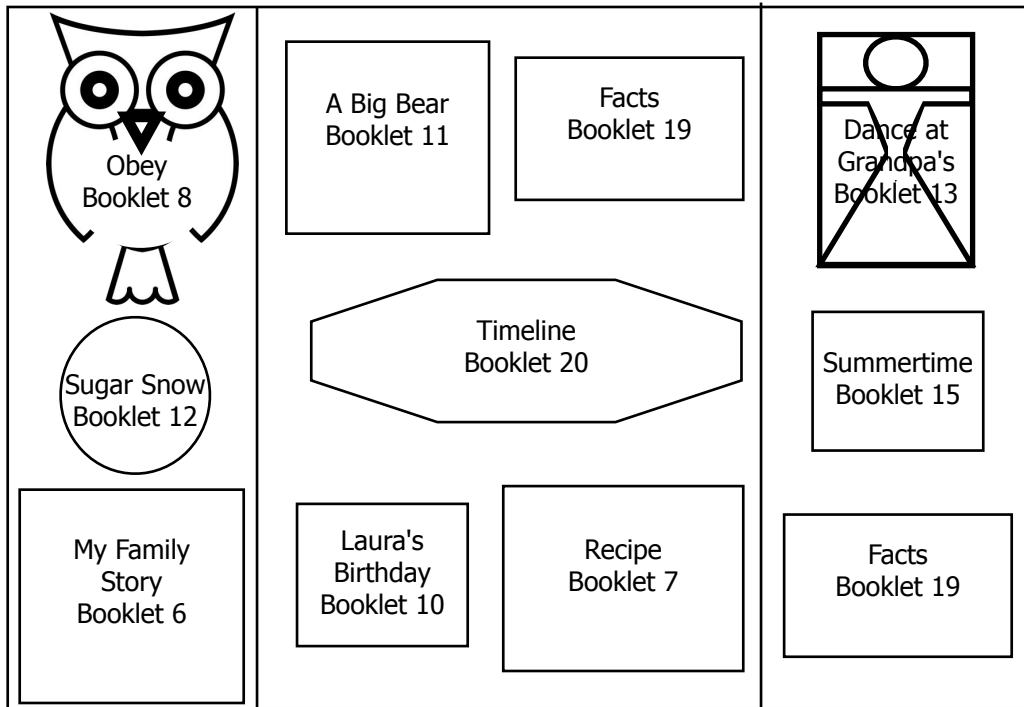 Obey
Booklet 8
Sugar Snow
Booklet 12
My Family
Story
Booklet 6
A Big Bear
Booklet 11
Facts
Booklet 19
Timeline
Booklet 20
Laura's
Birthday
Booklet 10
Recipe
Booklet 7
Dance at
Grandpa's
Booklet 13
Summertime
Booklet 15
Facts
Booklet 19